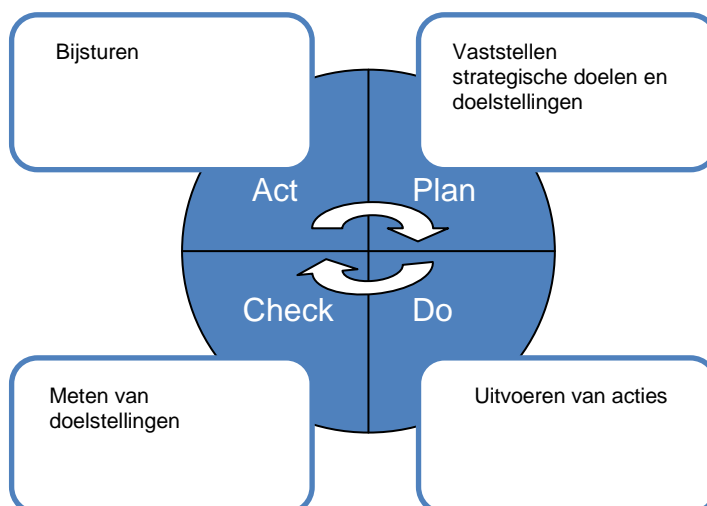 Bijsturen
Vaststellen
strategische doelen en
doelstellingen
Act
Plan
Check
Do
Meten van
doelstellingen
Uitvoeren van acties